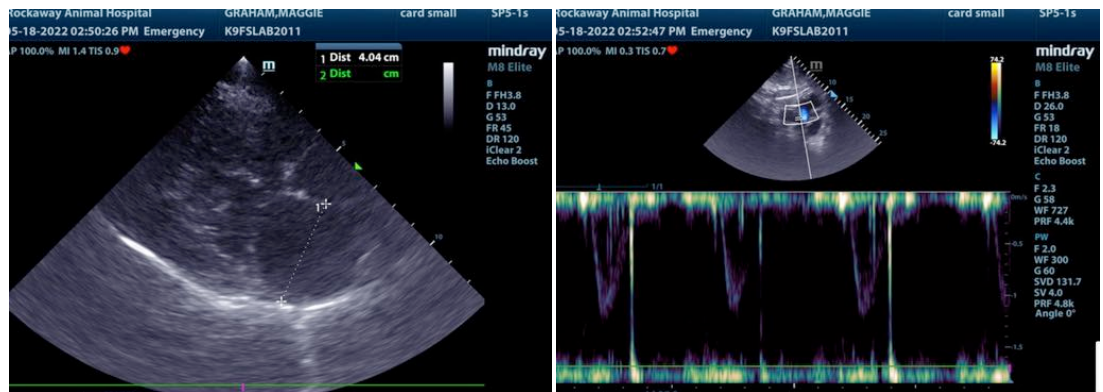 Rockaway Animal Hospital GRAHAM,MAGGIE card small SP5-1s
05-18-2022 02:50:26 PM Emergency K9FSLAB2011
AP 100.0% MI 1.4 TIS 0.9
m
1 Dist 4.04 cm
2 Dist cm
mindray
M8 Elite
B
F FH3.8
D 13.0
G 53
FR 45
DR 120
iClear 2
Echo Boost
5
10
1
Rockaway Animal Hospital GRAHAM,MAGGIE card small SP5-1s
05-18-2022 02:52:47 PM Emergency K9FSLAB2011
AP 100.0% MI 0.3 TIS 0.7
m
74.2
-74.2
10
15
20
25
mindray
M8 Elite
B
F FH3.8
D 26.0
G 53
FR 18
DR 120
iClear 2
Echo Boost
C
F 2.3
G 58
WF 727
PRF 4.4k
PW
F 2.0
WF 300
G 60
SVD 131.7
SV 4.0
PRF 4.8k
Angle 0°
1/1
0m/s
-0.5
-1
-1.5